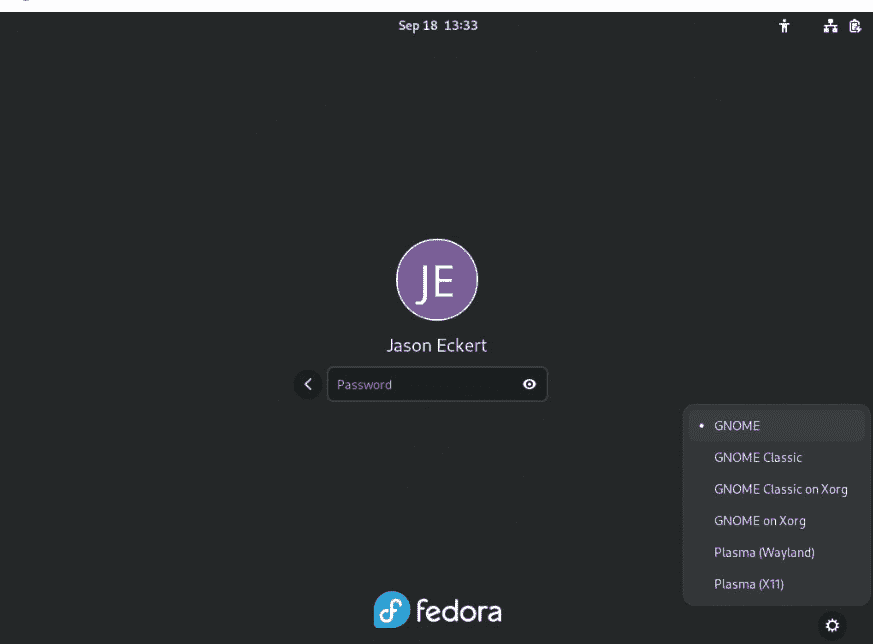 Sep 18 13:33
JE
Jason Eckert
Password
GNOME
GNOME Classic
GNOME Classic on Xorg
GNOME on Xorg
Plasma (Wayland)
Plasma (X11)
fedora